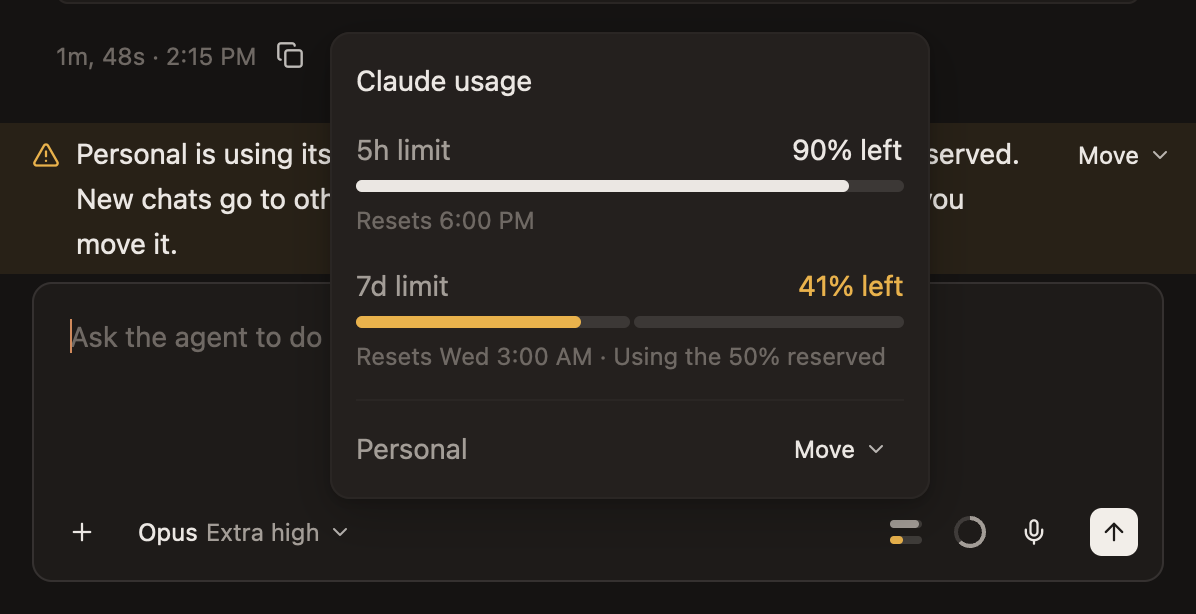 1m, 48s · 2:15 PM
Claude usage
5h limit 90% left
Resets 6:00 PM
7d limit 41% left
Resets Wed 3:00 AM · Using the 50% reserved
Personal Move
Personal is using its served. Move
New chats go to oth you
move it.
Ask the agent to do
Opus Extra high